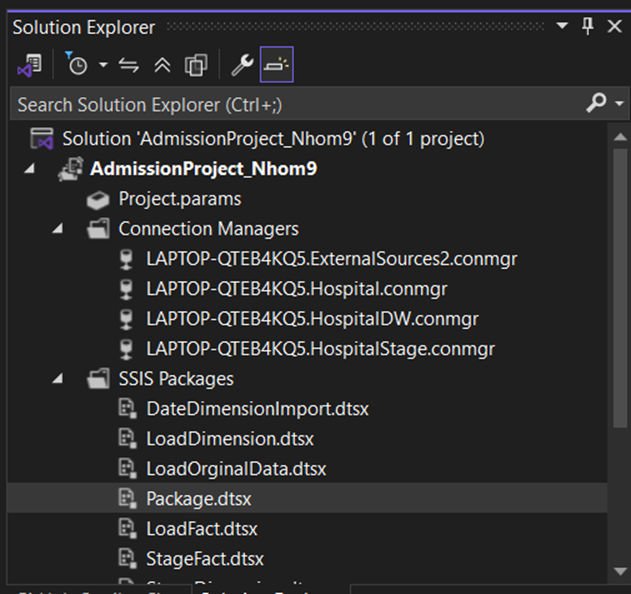 Solution Explorer
Search Solution Explorer (Ctrl+;)
Solution 'AdmissionProject_Nhom9' (1 of 1 project)
AdmissionProject_Nhom9
Project.params
Connection Managers
LAPTOP-QTEB4KQ5.ExternalSources2.conmgr
LAPTOP-QTEB4KQ5.Hospital.conmgr
LAPTOP-QTEB4KQ5.HospitalDW.conmgr
LAPTOP-QTEB4KQ5.HospitalStage.conmgr
SSIS Packages
DateDimensionImport.dtsx
LoadDimension.dtsx
LoadOrginalData.dtsx
Package.dtsx
LoadFact.dtsx
StageFact.dtsx